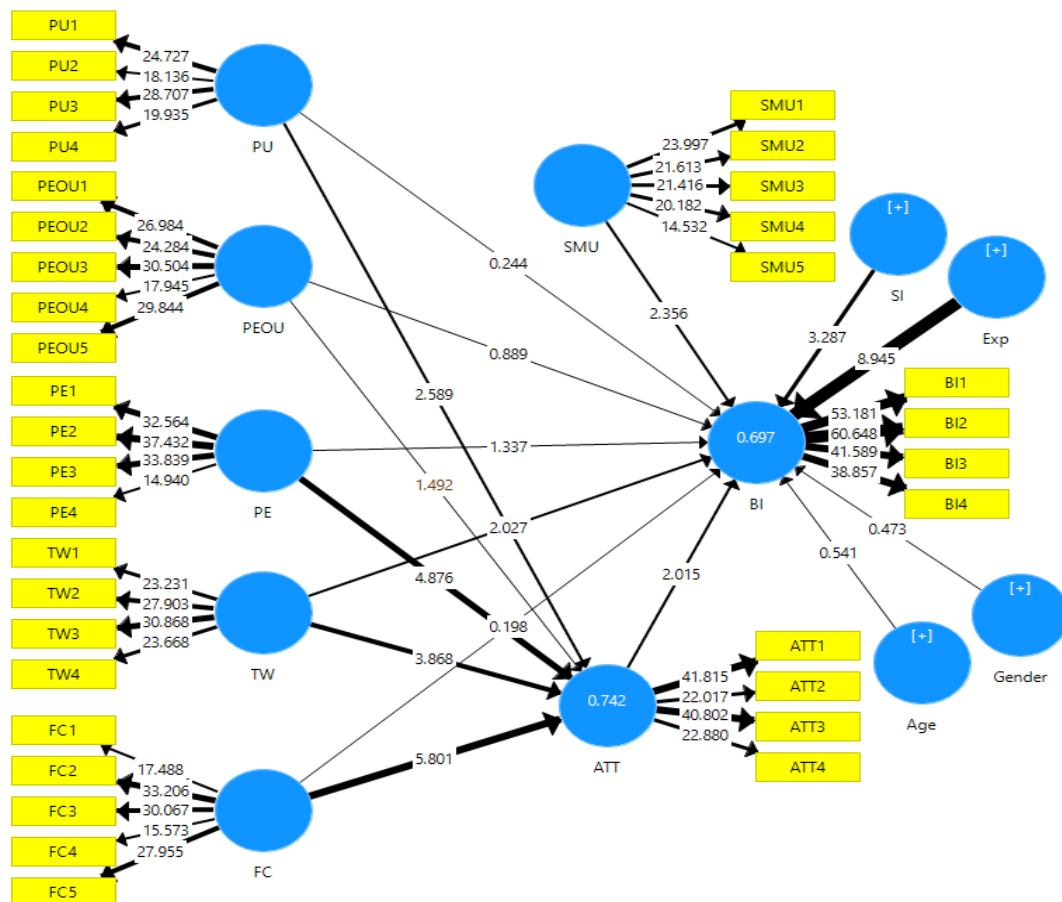 PU1
PU2
PU3
PU4
24.727
18.136
28.707
19.935
PU
PEOU1
PEOU2
PEOU3
PEOU4
PEOU5
26.984
24.284
30.504
17.945
29.844
PEOU
PE1
PE2
PE3
PE4
32.564
37.432
33.839
14.940
PE
TW1
TW2
TW3
TW4
23.231
27.903
30.868
23.668
TW
FC1
FC2
FC3
FC4
FC5
17.488
33.206
30.067
15.573
27.955
FC
0.244
0.889
2.589
1.337
1.492
2.027
4.876
0.198
3.868
5.801
SMU
23.997
21.613
21.416
20.182
14.532
SMU1
SMU2
SMU3
SMU4
SMU5
2.356
[+]
SI
3.287
[+]
Exp
8.945
0.697
BI
53.181
60.648
41.589
38.857
BI1
BI2
BI3
BI4
2.015
0.473
0.541
[+]
Gender
[+]
Age
0.742
ATT
41.815
22.017
40.802
22.880
ATT1
ATT2
ATT3
ATT4